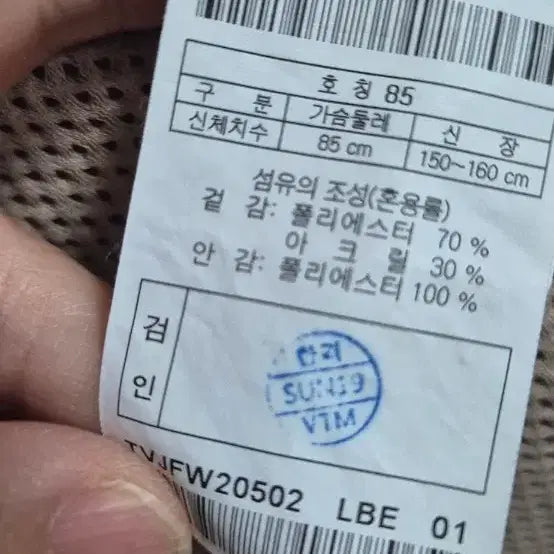 호 칭 85
구 분 가슴둘레 신 장
신체치수 85 cm 150~160 cm
섬유의 조성(혼용률)
겉 감: 폴리에스터 70 %
아 크 릴 30 %
안 감: 폴리에스터 100 %
검
인
VTM
LBE 01